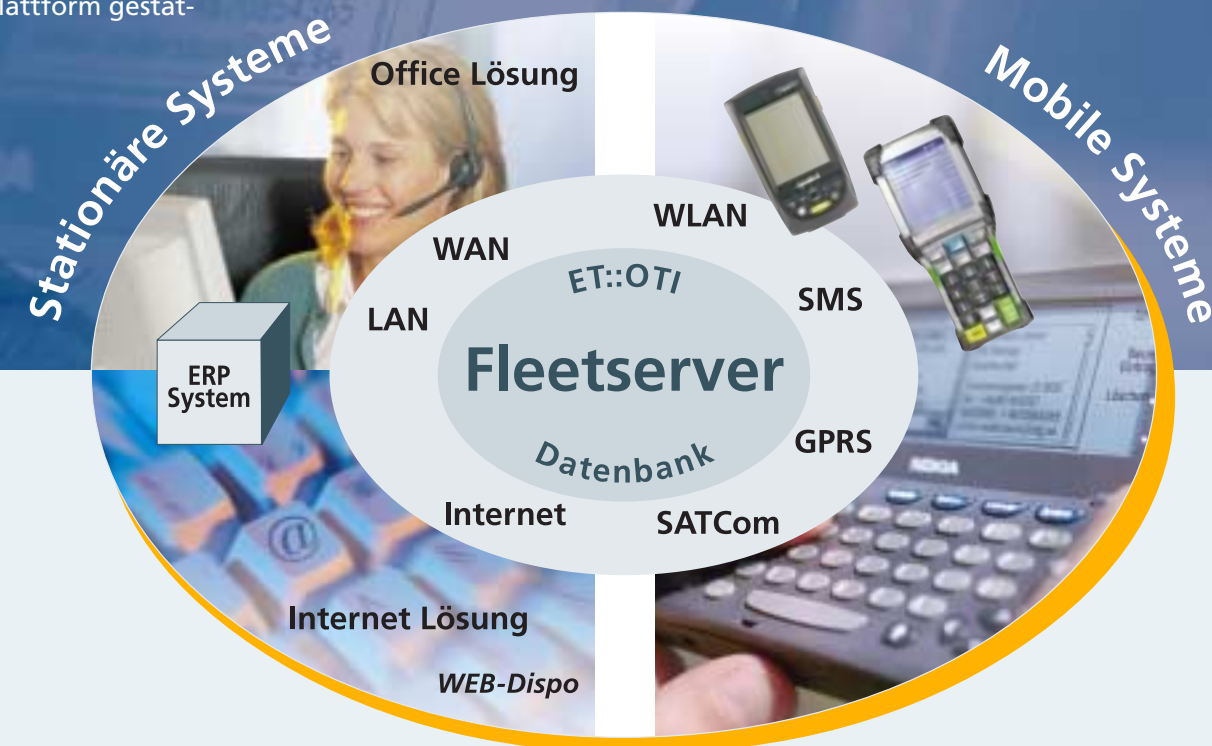 lattform gestat-
Stationäre Systeme
Mobile Systeme
Office Lösung
WLAN
WAN
ET::OTI
SMS
LAN
Fleetserver
ERP
System
GPRS
Datenbank
Internet
SATCom
NOKIA
@
Internet Lösung
WEB-Dispo